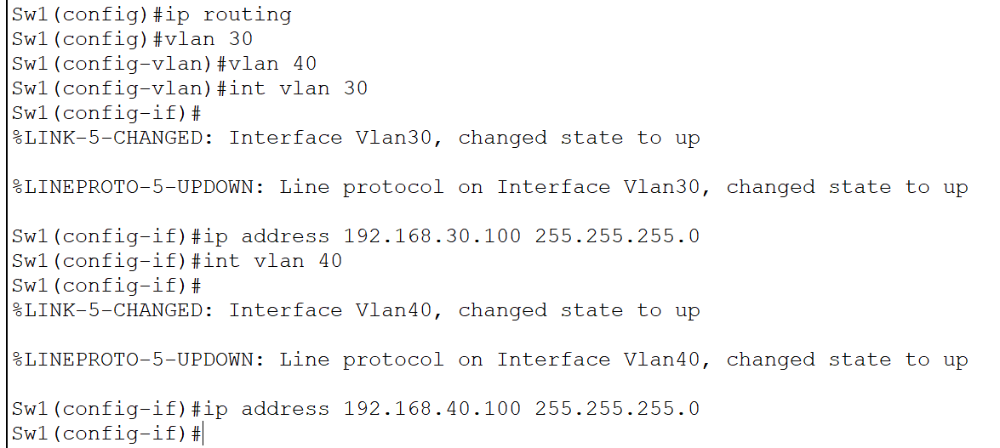 Sw1(config)#ip routing
Sw1(config)#vlan 30
Sw1(config-vlan)#vlan 40
Sw1(config-vlan)#int vlan 30
Sw1(config-if)#
%LINK-5-CHANGED: Interface Vlan30, changed state to up
%LINEPROTO-5-UPDOWN: Line protocol on Interface Vlan30, changed state to up
Sw1(config-if)#ip address 192.168.30.100 255.255.255.0
Sw1(config-if)#int vlan 40
Sw1(config-if)#
%LINK-5-CHANGED: Interface Vlan40, changed state to up
%LINEPROTO-5-UPDOWN: Line protocol on Interface Vlan40, changed state to up
Sw1(config-if)#ip address 192.168.40.100 255.255.255.0
Sw1(config-if)#